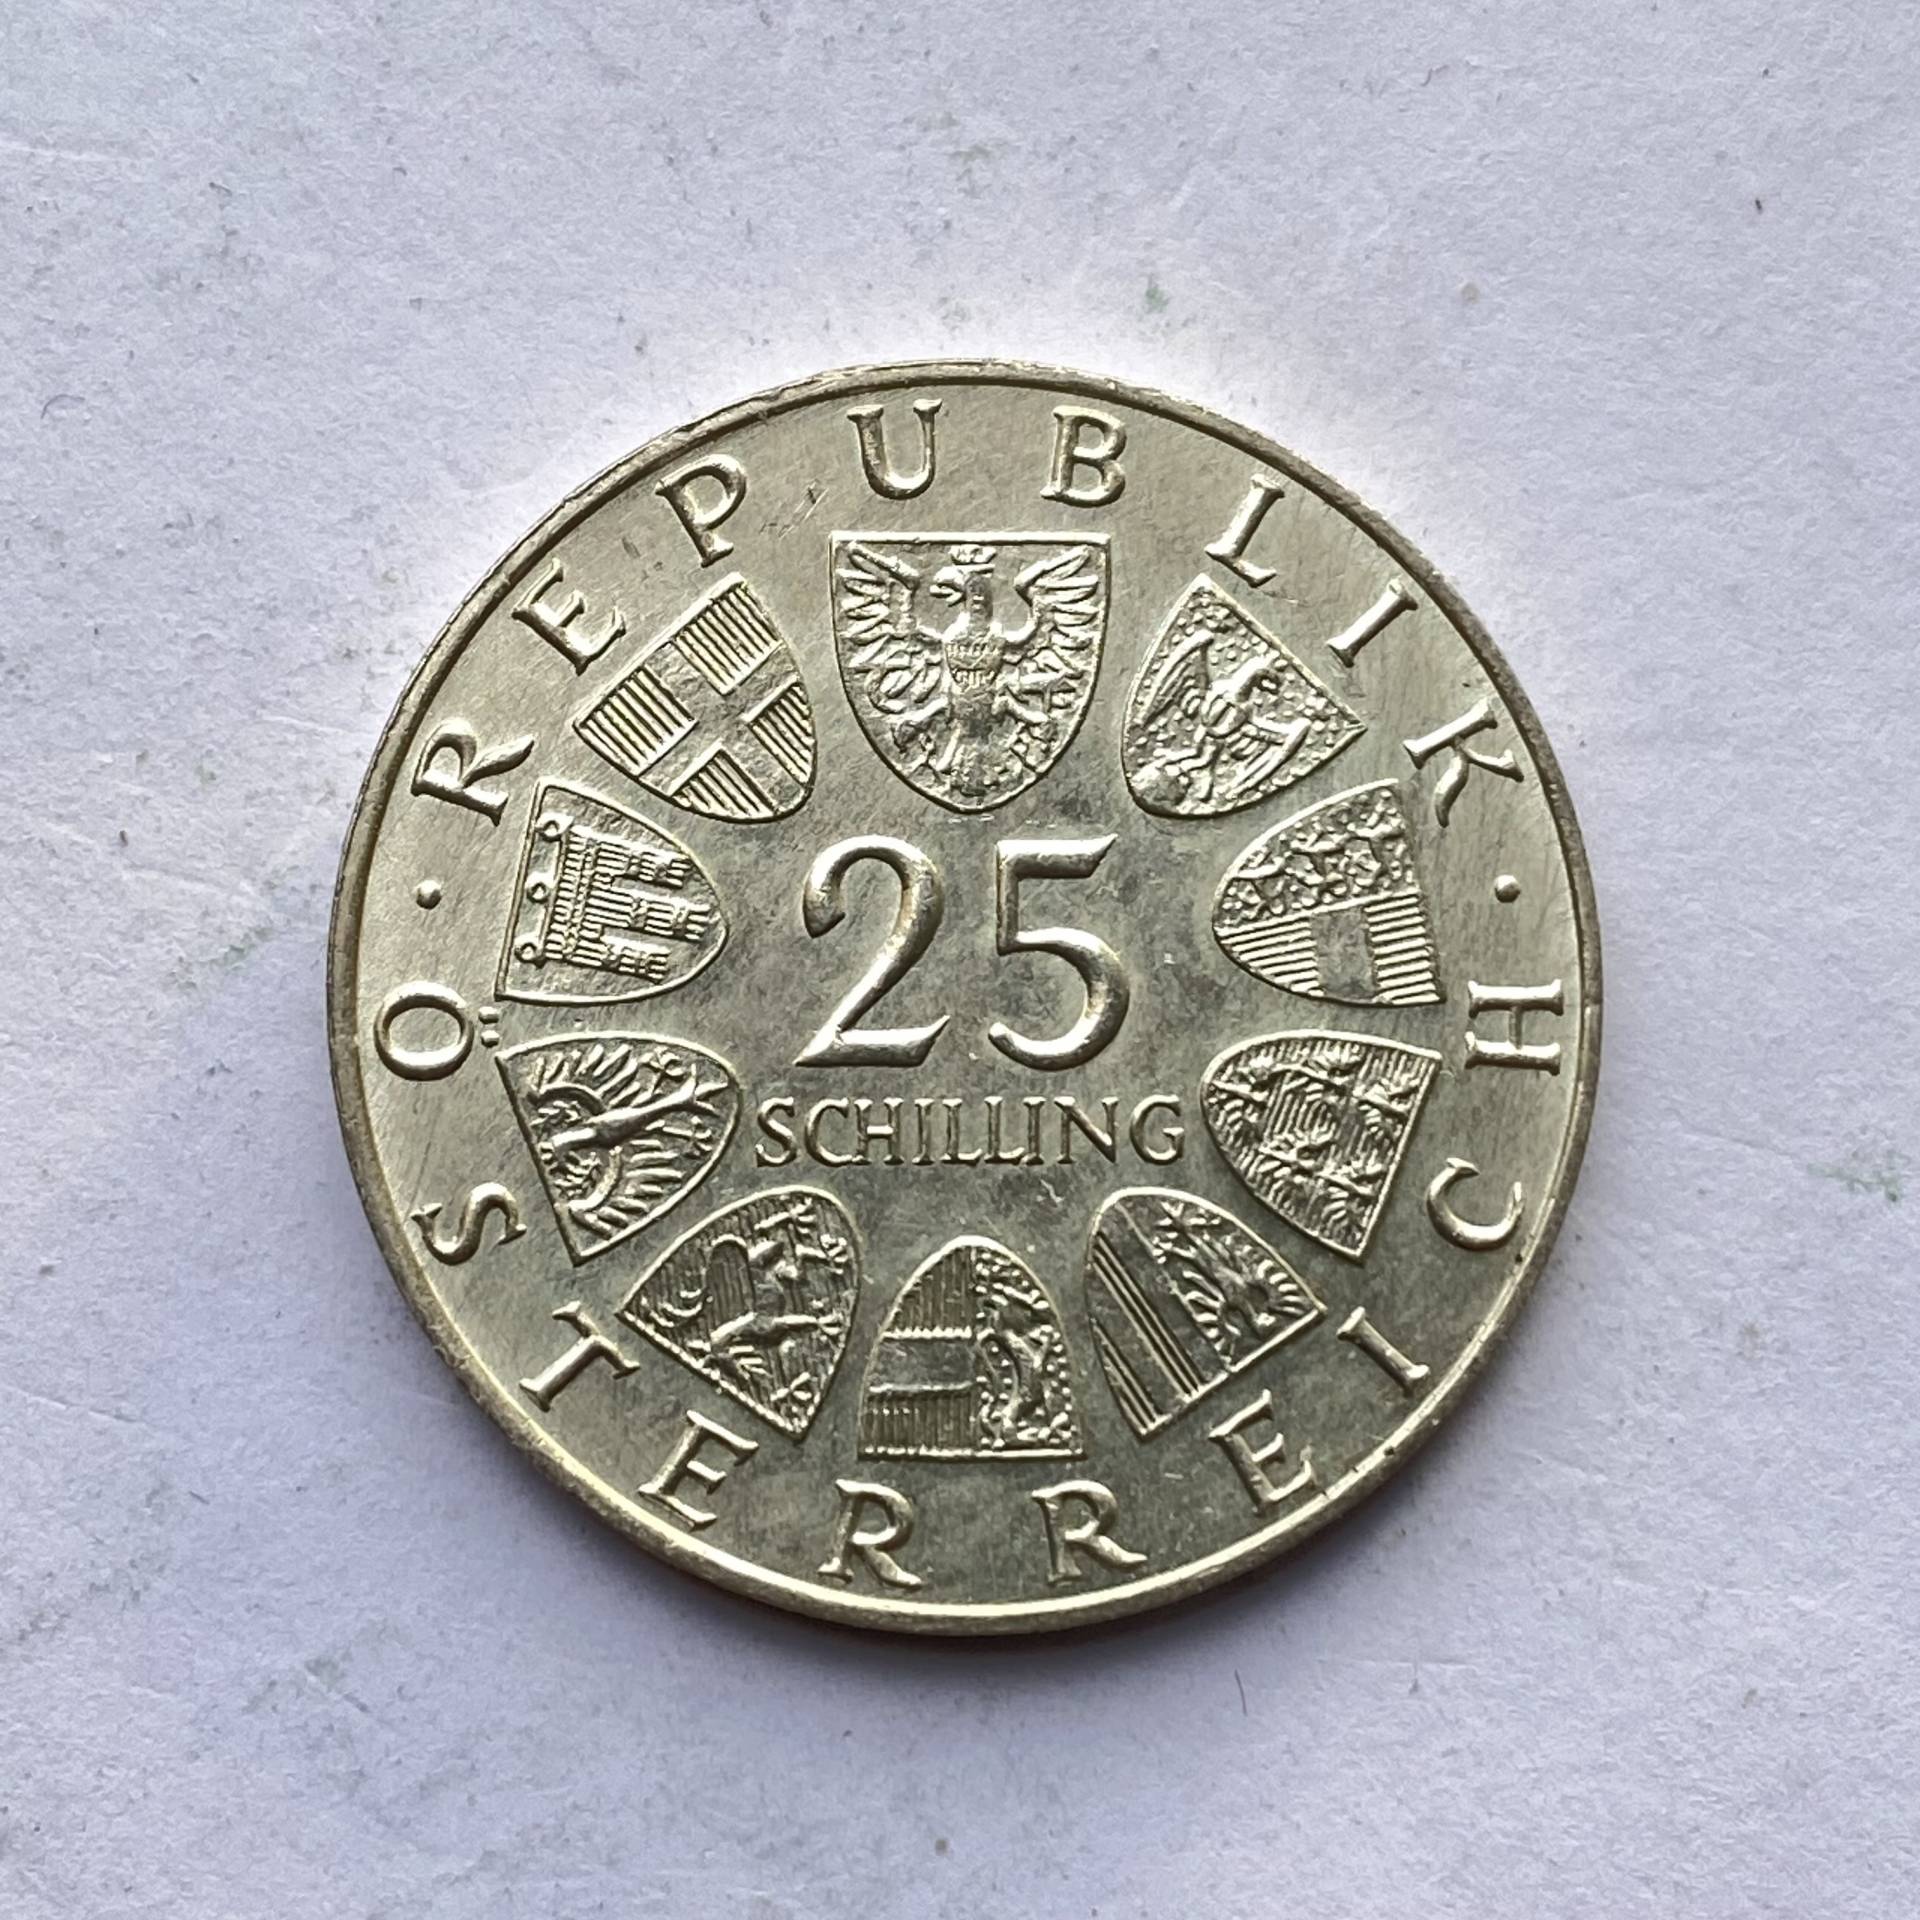 REPUBLIK · ÖSTERREICH ·
25
SCHILLING